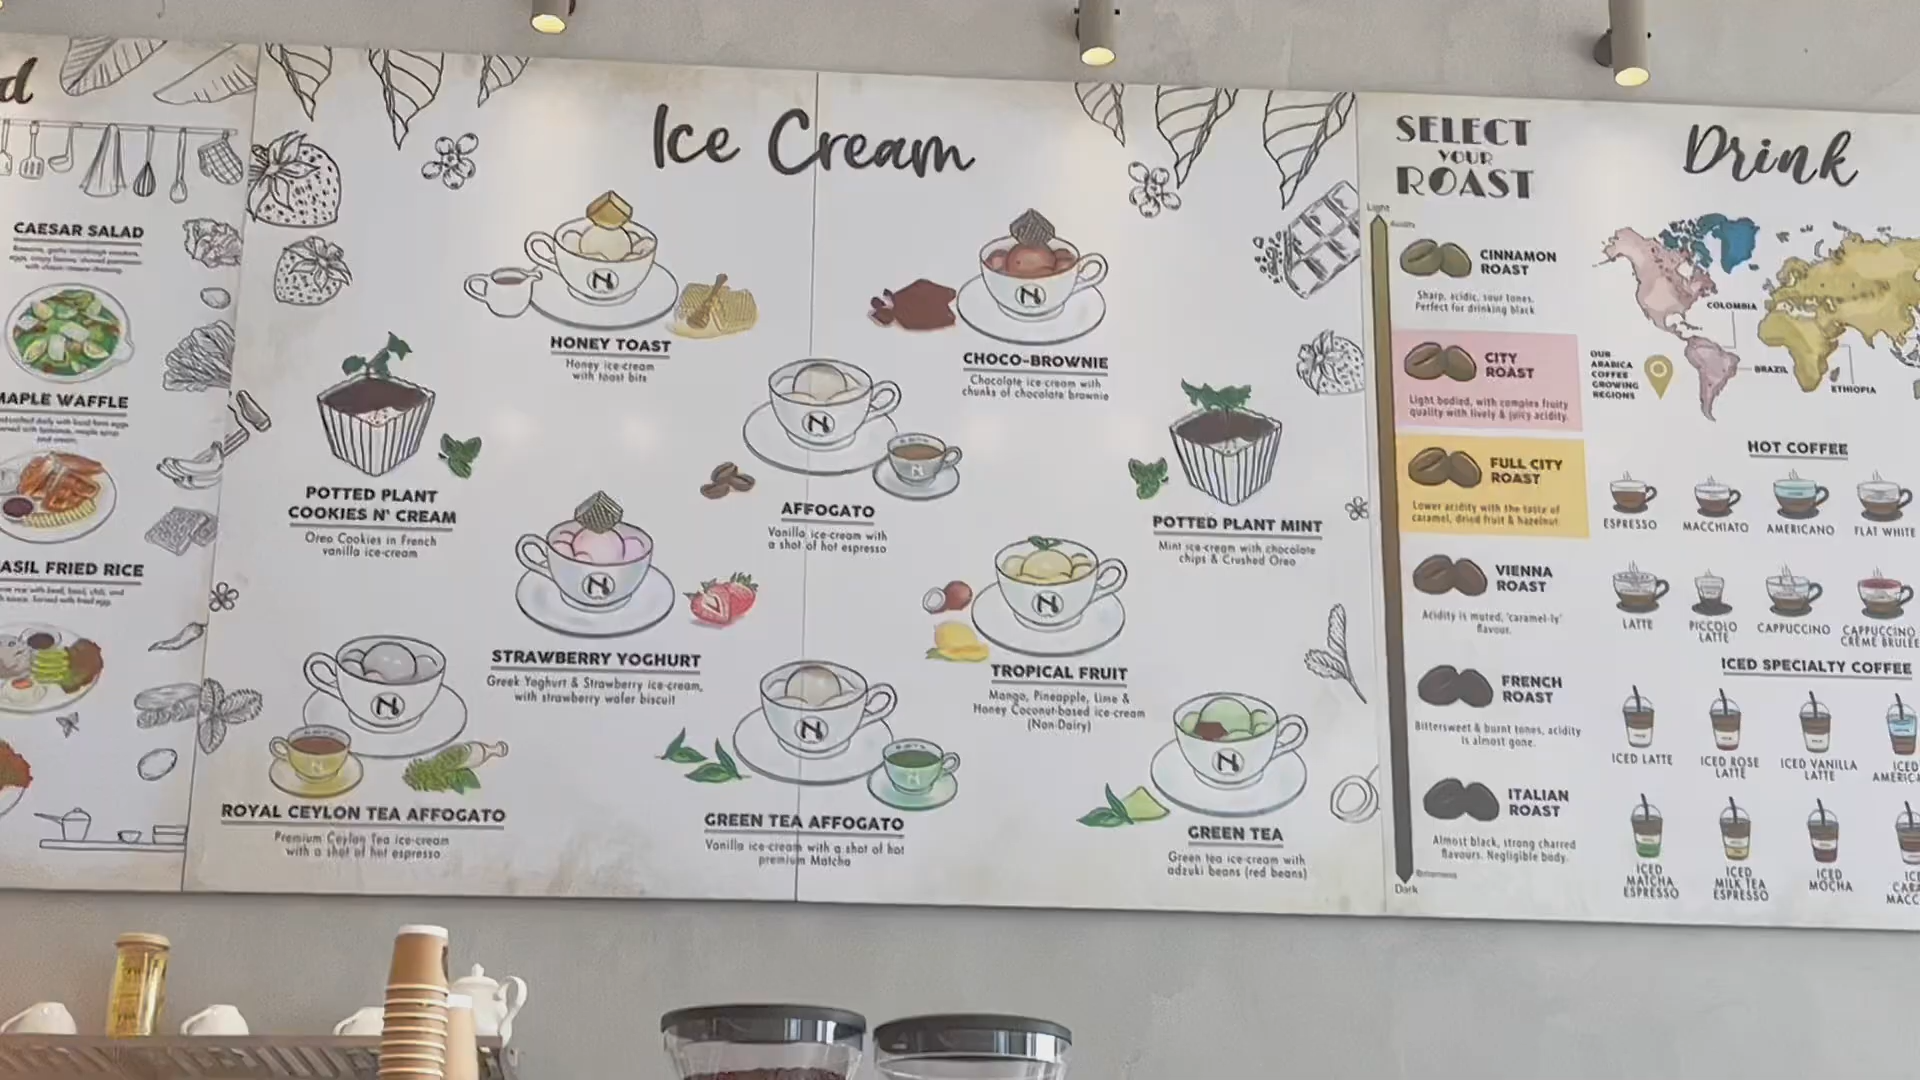 d
CAESAR SALAD
MAPLE WAFFLE
ASIL FRIED RICE
Ice Cream
HONEY TOAST
Honey ice-cream
with toast bits
CHOCO-BROWNIE
Chocolate ice-cream with
chunks of chocolate brownie
POTTED PLANT
COOKIES N' CREAM
Oreo Cookies in French
vanilla ice-cream
AFFOGATO
Vanilla ice-cream with
a shot of hot espresso
POTTED PLANT MINT
Mint ice-cream with chocolate
chips & Crushed Oreo
STRAWBERRY YOGHURT
Greek Yoghurt & Strawberry ice-cream,
with strawberry wafer biscuit
TROPICAL FRUIT
Mango, Pineapple, Lime &
Honey Coconut-based ice-cream
(Non-Dairy)
ROYAL CEYLON TEA AFFOGATO
Premium Ceylon Tea ice-cream
with a shot of hot espresso
GREEN TEA AFFOGATO
Vanilla ice-cream with a shot of hot
premium Matcha
GREEN TEA
Green tea ice-cream with
adzuki beans (red beans)
SELECT
YOUR
ROAST
Light
Acidity
CINNAMON
ROAST
Sharp, acidic, sour tones.
Perfect for drinking black.
CITY
ROAST
Light bodied, with complex fruity
quality with lively & juicy acidity.
FULL CITY
ROAST
Lower acidity with the taste of
caramel, dried fruit & hazelnut.
VIENNA
ROAST
Acidity is muted, 'caramel-ly'
flavour.
FRENCH
ROAST
Bittersweet & burnt tones, acidity
is almost gone.
ITALIAN
ROAST
Almost black, strong charred
flavours. Negligible body.
Dark
Drink
COLOMBIA
BRAZIL
ETHIOPIA
OUR
ARABICA
COFFEE
GROWING
REGIONS
HOT COFFEE
ESPRESSO
MACCHIATO
AMERICANO
FLAT WHITE
LATTE
PICCOLO
LATTE
CAPPUCCINO
CAPPUCCINO
CRÈME BRULEE
ICED SPECIALTY COFFEE
ICED LATTE
ICED ROSE
LATTE
ICED VANILLA
LATTE
ICED
AMERIC
ICED
MATCHA
ESPRESSO
ICED
MILK TEA
ESPRESSO
ICED
MOCHA
ICE
CARA
MACC